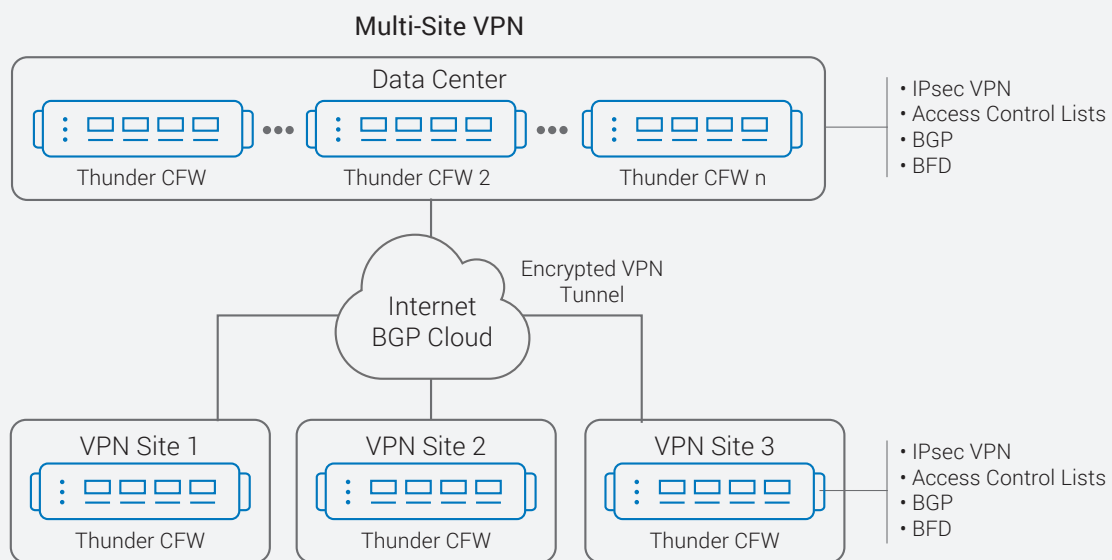 Multi-Site VPN
Data Center
Thunder CFW
Thunder CFW 2
Thunder CFW n
• IPsec VPN
• Access Control Lists
• BGP
• BFD
Encrypted VPN
Tunnel
Internet
BGP Cloud
VPN Site 1
Thunder CFW
VPN Site 2
Thunder CFW
VPN Site 3
Thunder CFW
• IPsec VPN
• Access Control Lists
• BGP
• BFD